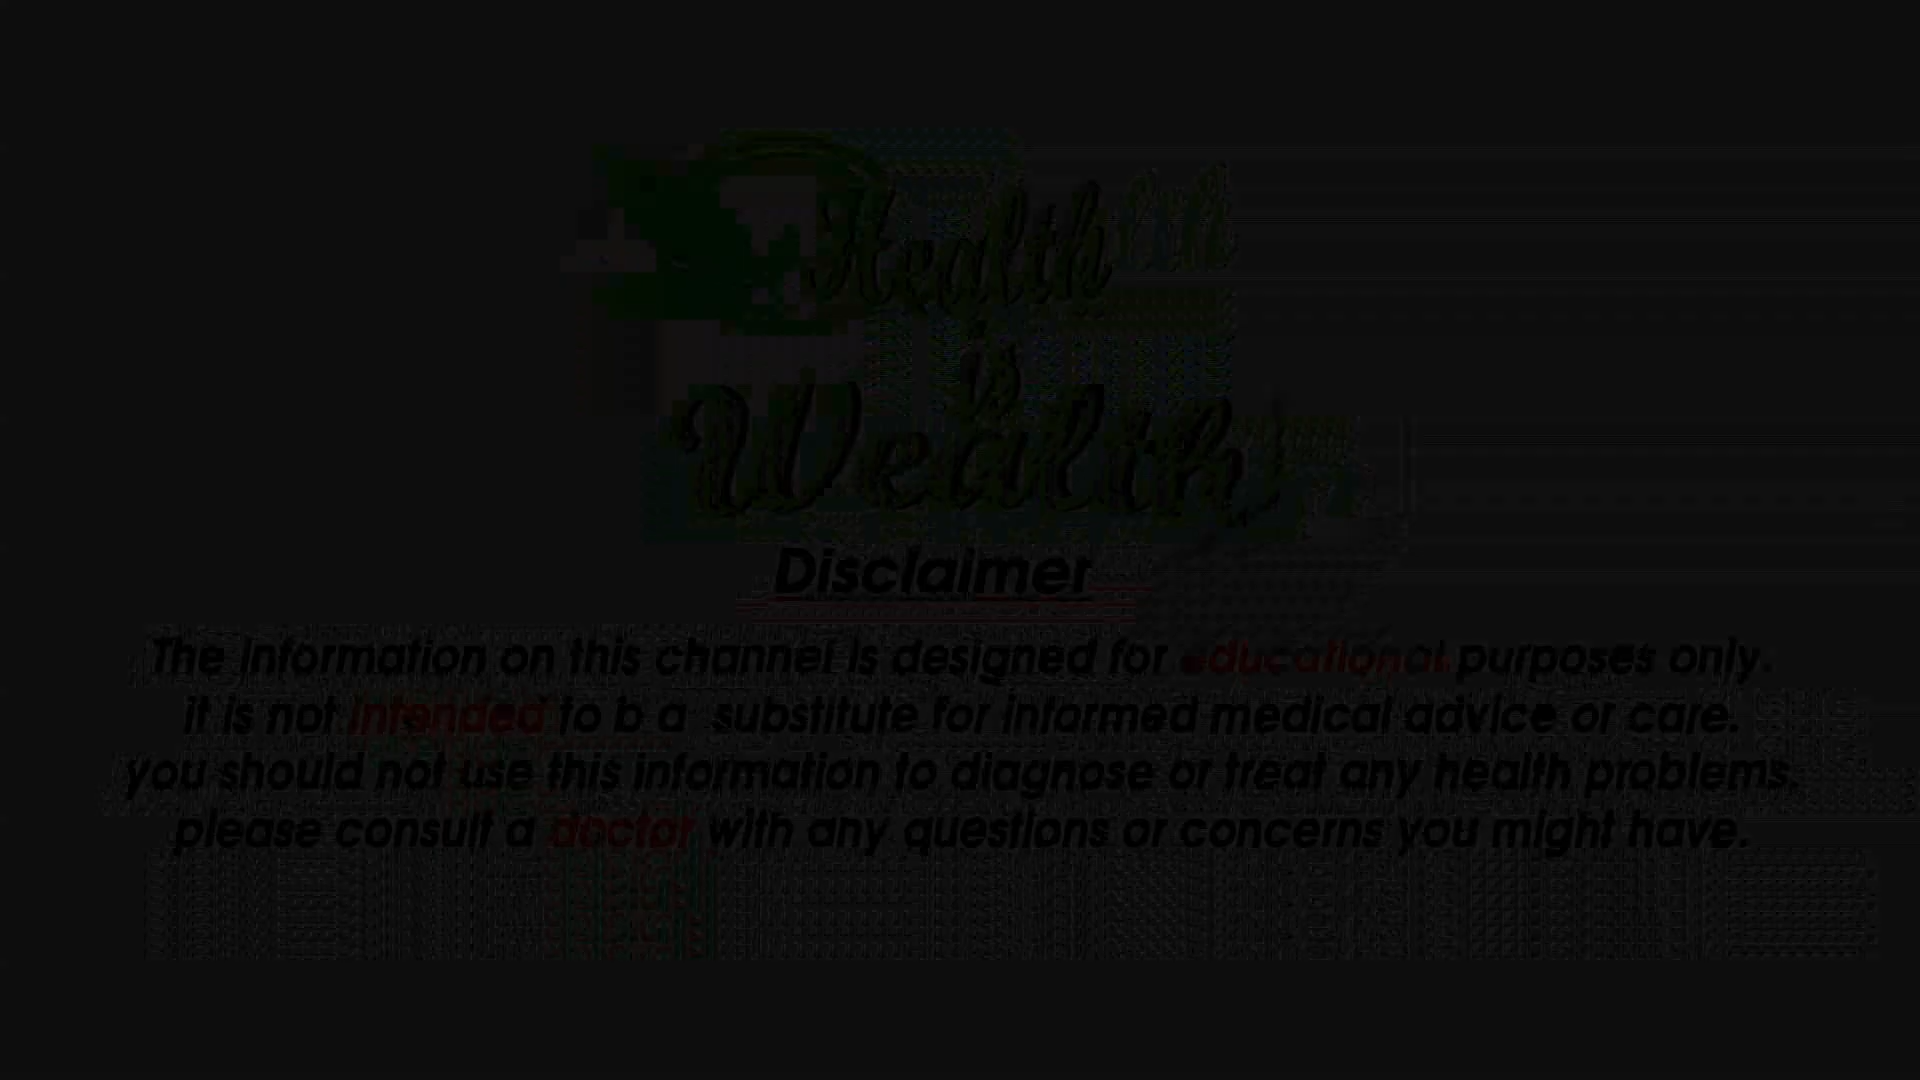 Health
is
Wealth
Disclaimer
The information on this channel is designed for educational purposes only.
it is not intended to b a substitute for informed medical advice or care.
you should not use this information to diagnose or treat any health problems.
please consult a doctor with any questions or concerns you might have.